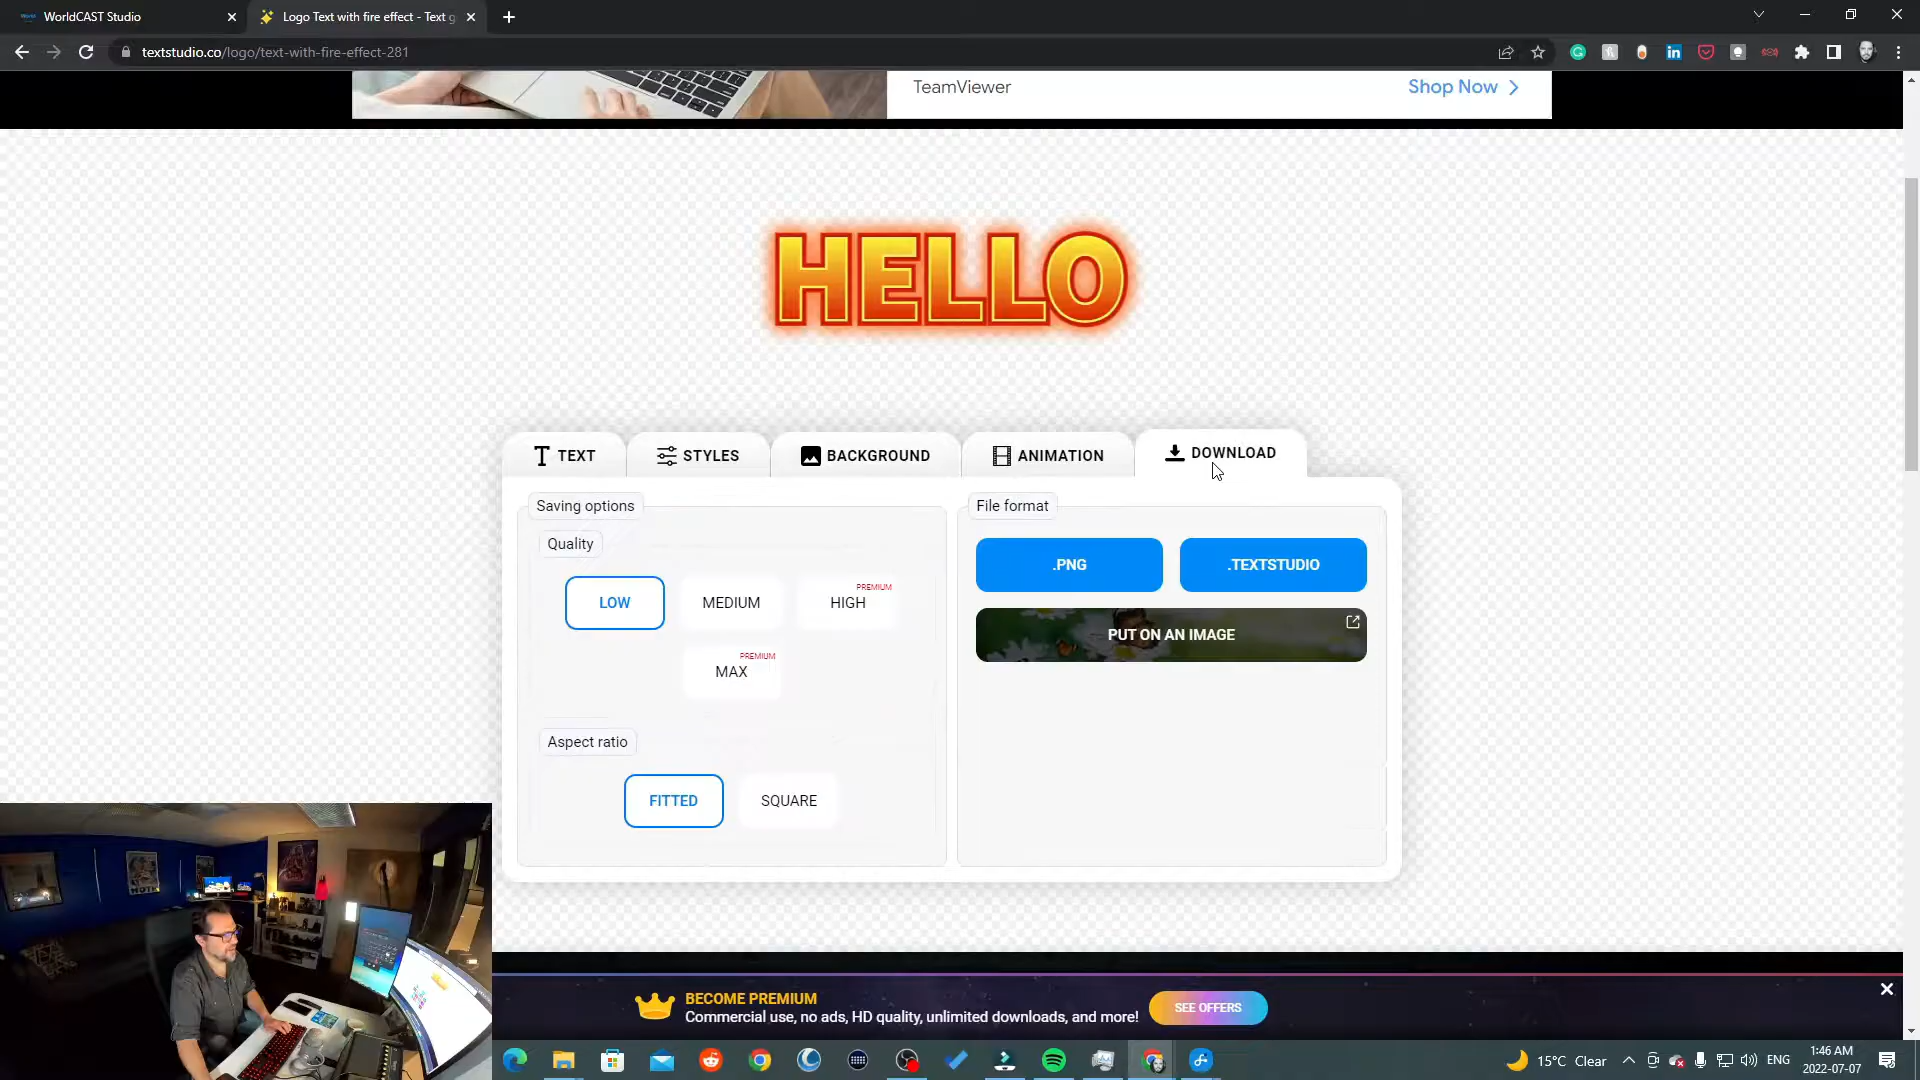 WorldCAST Studio
Logo Text with fire effect - Text g
textstudio.co/logo/text-with-fire-effect-281
TeamViewer
Shop Now
HELLO
TEXT
STYLES
BACKGROUND
ANIMATION
DOWNLOAD
Saving options
File format
Quality
.PNG
.TEXTSTUDIO
LOW
MEDIUM
PREMIUM
HIGH
PUT ON AN IMAGE
PREMIUM
MAX
Aspect ratio
FITTED
SQUARE
BECOME PREMIUM
Commercial use, no ads, HD quality, unlimited downloads, and more!
SEE OFFERS
15°C Clear
ENG
1:46 AM
2022-07-07